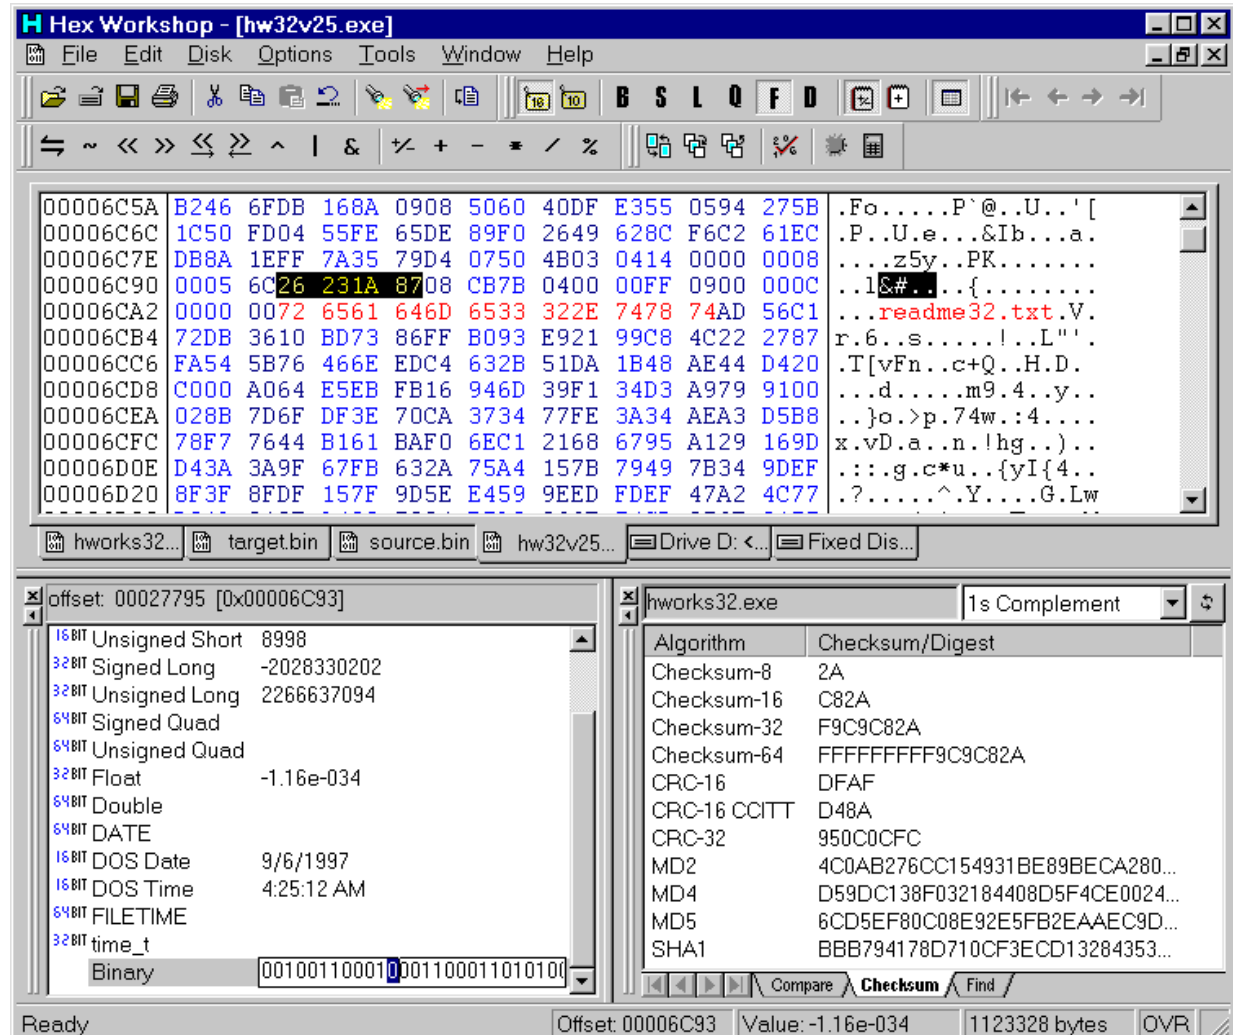 Hex Workshop - [hw32v25.exe]
File Edit Disk Options Tools Window Help
16 10 B S L Q F D
~ << >> ^ | & +/- + - * / %
00006C5A B246 6FDB 168A 0908 5060 40DF E355 0594 275B .Fo.....P`@..U..'[
00006C6C 1C50 FD04 55FE 65DE 89F0 2649 628C F6C2 61EC .P..U.e...&Ib...a.
00006C7E DB8A 1EFF 7A35 79D4 0750 4B03 0414 0000 0008 ....z5y..PK.......
00006C90 0005 6C26 231A 8708 CB7B 0400 00FF 0900 000C ..l&#....{........
00006CA2 0000 0072 6561 646D 6533 322E 7478 74AD 56C1 ...readme32.txt.V.
00006CB4 72DB 3610 BD73 86FF B093 E921 99C8 4C22 2787 r.6..s.....!..L"'.
00006CC6 FA54 5B76 466E EDC4 632B 51DA 1B48 AE44 D420 .T[vFn..c+Q..H.D.
00006CD8 C000 A064 E5EB FB16 946D 39F1 34D3 A979 9100 ...d.....m9.4..y..
00006CEA 028B 7D6F DF3E 70CA 3734 77FE 3A34 AEA3 D5B8 ..}o.>p.74w.:4....
00006CFC 78F7 7644 B161 BAF0 6EC1 2168 6795 A129 169D x.vD.a..n.!hg..)..
00006D0E D43A 3A9F 67FB 632A 75A4 157B 7949 7B34 9DEF .::.g.c*u..{yI{4..
00006D20 8F3F 8FDF 157F 9D5E E459 9EED FDEF 47A2 4C77 .?.....^.Y....G.Lw
hworks32... target.bin source.bin hw32v25... Drive D: <... Fixed Dis...
offset: 00027795 [0x00006C93]
16BIT Unsigned Short 8998
32BIT Signed Long -2028330202
32BIT Unsigned Long 2266637094
64BIT Signed Quad
64BIT Unsigned Quad
32BIT Float -1.16e-034
64BIT Double
64BIT DATE
16BIT DOS Date 9/6/1997
16BIT DOS Time 4:25:12 AM
64BIT FILETIME
32BIT time_t
Binary 00100110001000110001101010
hworks32.exe 1s Complement
Algorithm Checksum/Digest
Checksum-8 2A
Checksum-16 C82A
Checksum-32 F9C9C82A
Checksum-64 FFFFFFFFF9C9C82A
CRC-16 DFAF
CRC-16 CCITT D48A
CRC-32 950C0CFC
MD2 4C0AB276CC154931BE89BECA280...
MD4 D59DC138F032184408D5F4CE0024...
MD5 6CD5EF80C08E92E5FB2EAAEC9D...
SHA1 BBB794178D710CF3ECD13284353...
Compare Checksum Find
Ready Offset: 00006C93 Value: -1.16e-034 1123328 bytes OVR